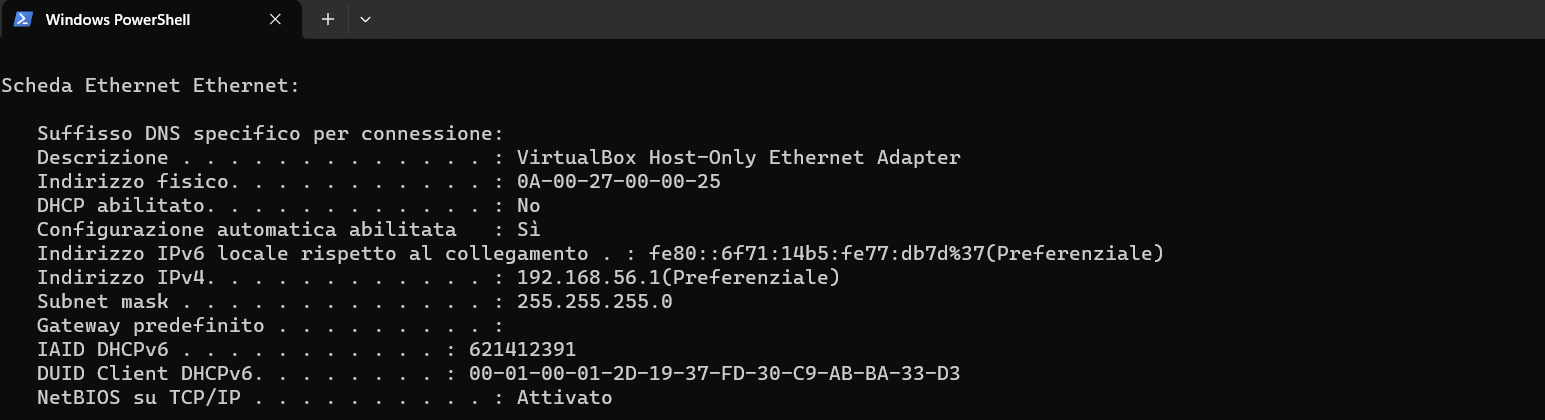 Windows PowerShell
Scheda Ethernet Ethernet:
Suffisso DNS specifico per connessione:
Descrizione . . . . . . . . . . . . . : VirtualBox Host-Only Ethernet Adapter
Indirizzo fisico. . . . . . . . . . . : 0A-00-27-00-00-25
DHCP abilitato. . . . . . . . . . . . : No
Configurazione automatica abilitata   : Sì
Indirizzo IPv6 locale rispetto al collegamento . : fe80::6f71:14b5:fe77:db7d%37(Preferenziale)
Indirizzo IPv4. . . . . . . . . . . . : 192.168.56.1(Preferenziale)
Subnet mask . . . . . . . . . . . . . : 255.255.255.0
Gateway predefinito . . . . . . . . . :
IAID DHCPv6 . . . . . . . . . . . : 621412391
DUID Client DHCPv6. . . . . . . . : 00-01-00-01-2D-19-37-FD-30-C9-AB-BA-33-D3
NetBIOS su TCP/IP . . . . . . . . . . : Attivato